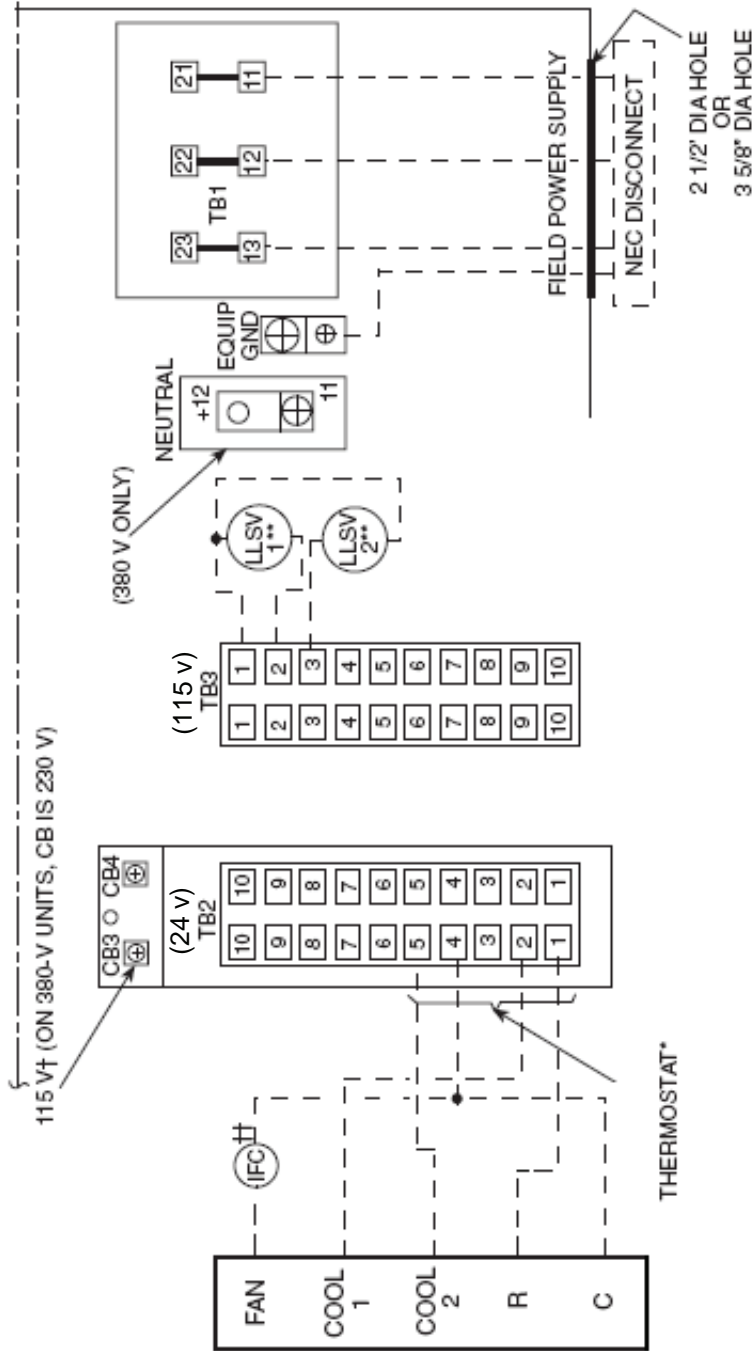 115 V† (ON 380-V UNITS, CB IS 230 V)
(380 V ONLY)
NEUTRAL
+12
11
EQUIP
GND
23
22
21
TB1
13
12
11
FIELD POWER SUPPLY
NEC DISCONNECT
2 1/2' DIA HOLE
OR
3 5/8" DIA HOLE
LLSV
1**
LLSV
2**
(115 v)
TB3
1 1
2 2
3 3
4 4
5 5
6 6
7 7
8 8
9 9
10 10
CB3
CB4
(24 v)
TB2
10 10
9 9
8 8
7 7
6 6
5 5
4 4
3 3
2 2
1 1
THERMOSTAT*
IFC
‡
FAN
COOL
1
COOL
2
R
C